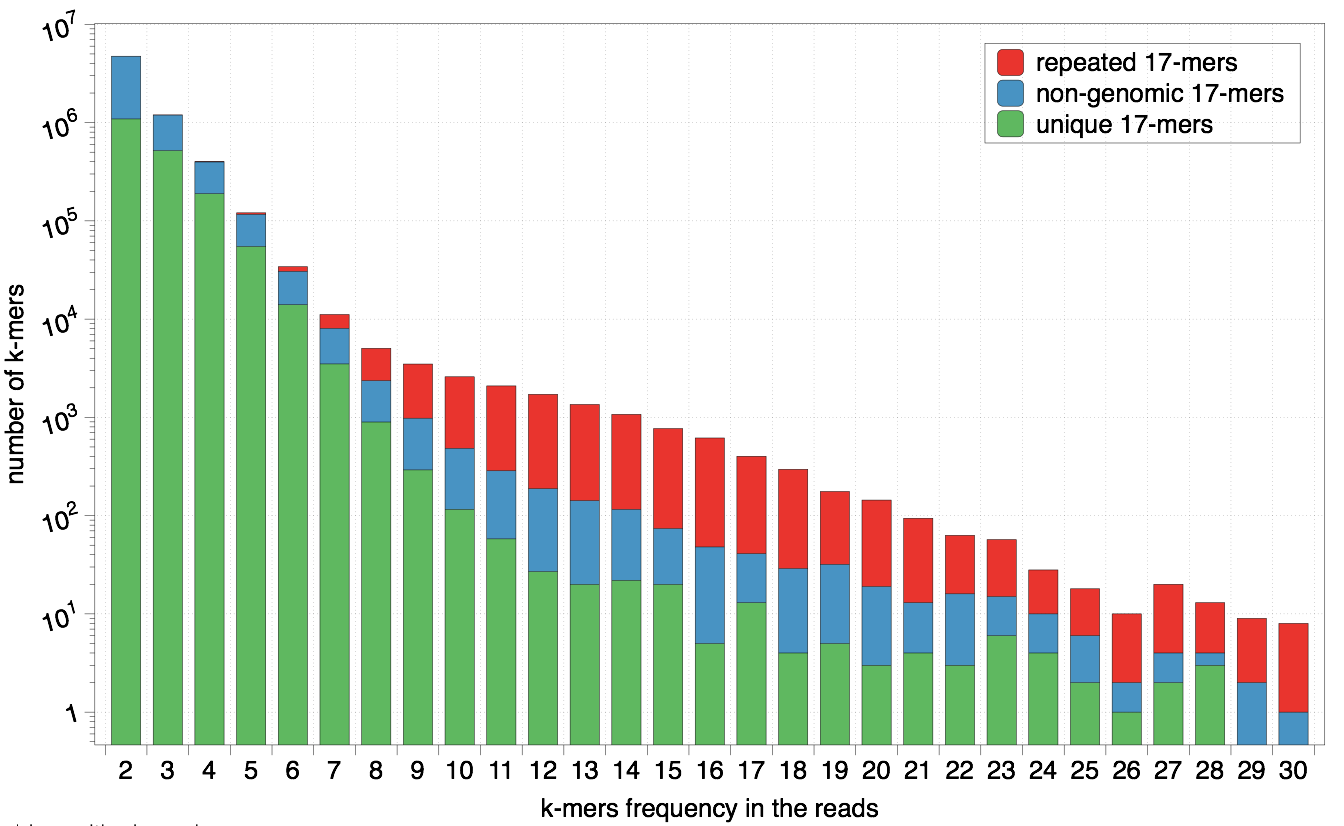 10^7
10^6
10^5
10^4
10^3
10^2
10^1
1
number of k-mers
repeated 17-mers
non-genomic 17-mers
unique 17-mers
2 3 4 5 6 7 8 9 10 11 12 13 14 15 16 17 18 19 20 21 22 23 24 25 26 27 28 29 30
k-mers frequency in the reads